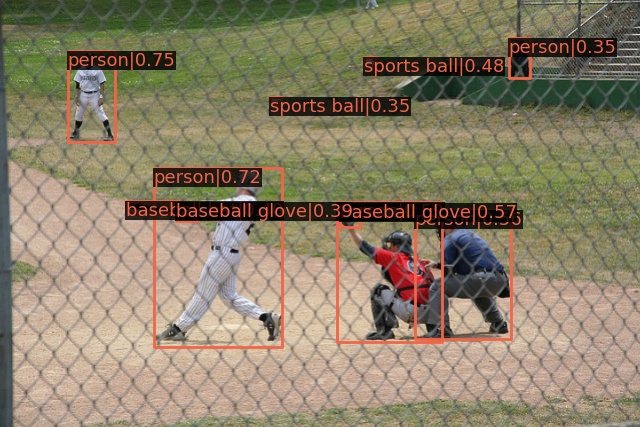 person|0.75
person|0.35
sports ball|0.48
sports ball|0.35
person|0.72
baseball glove|0.39
aseball glove|0.57